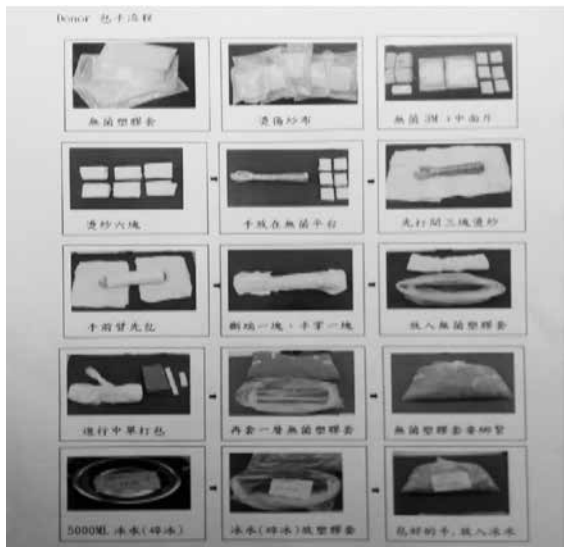 Donor 包手流程
無菌塑膠套
燙傷紗布
無菌 中布片
燙紗六塊
手放在無菌平台
先打開三塊燙紗
手前臂先包
斷端一塊，手掌一塊
放入無菌塑膠套
進行中單打包
再套一層無菌塑膠套
無菌塑膠套要綁緊
5000ML 冰水(碎冰)
冰水(碎冰)放塑膠套
包好的手，放入冰水